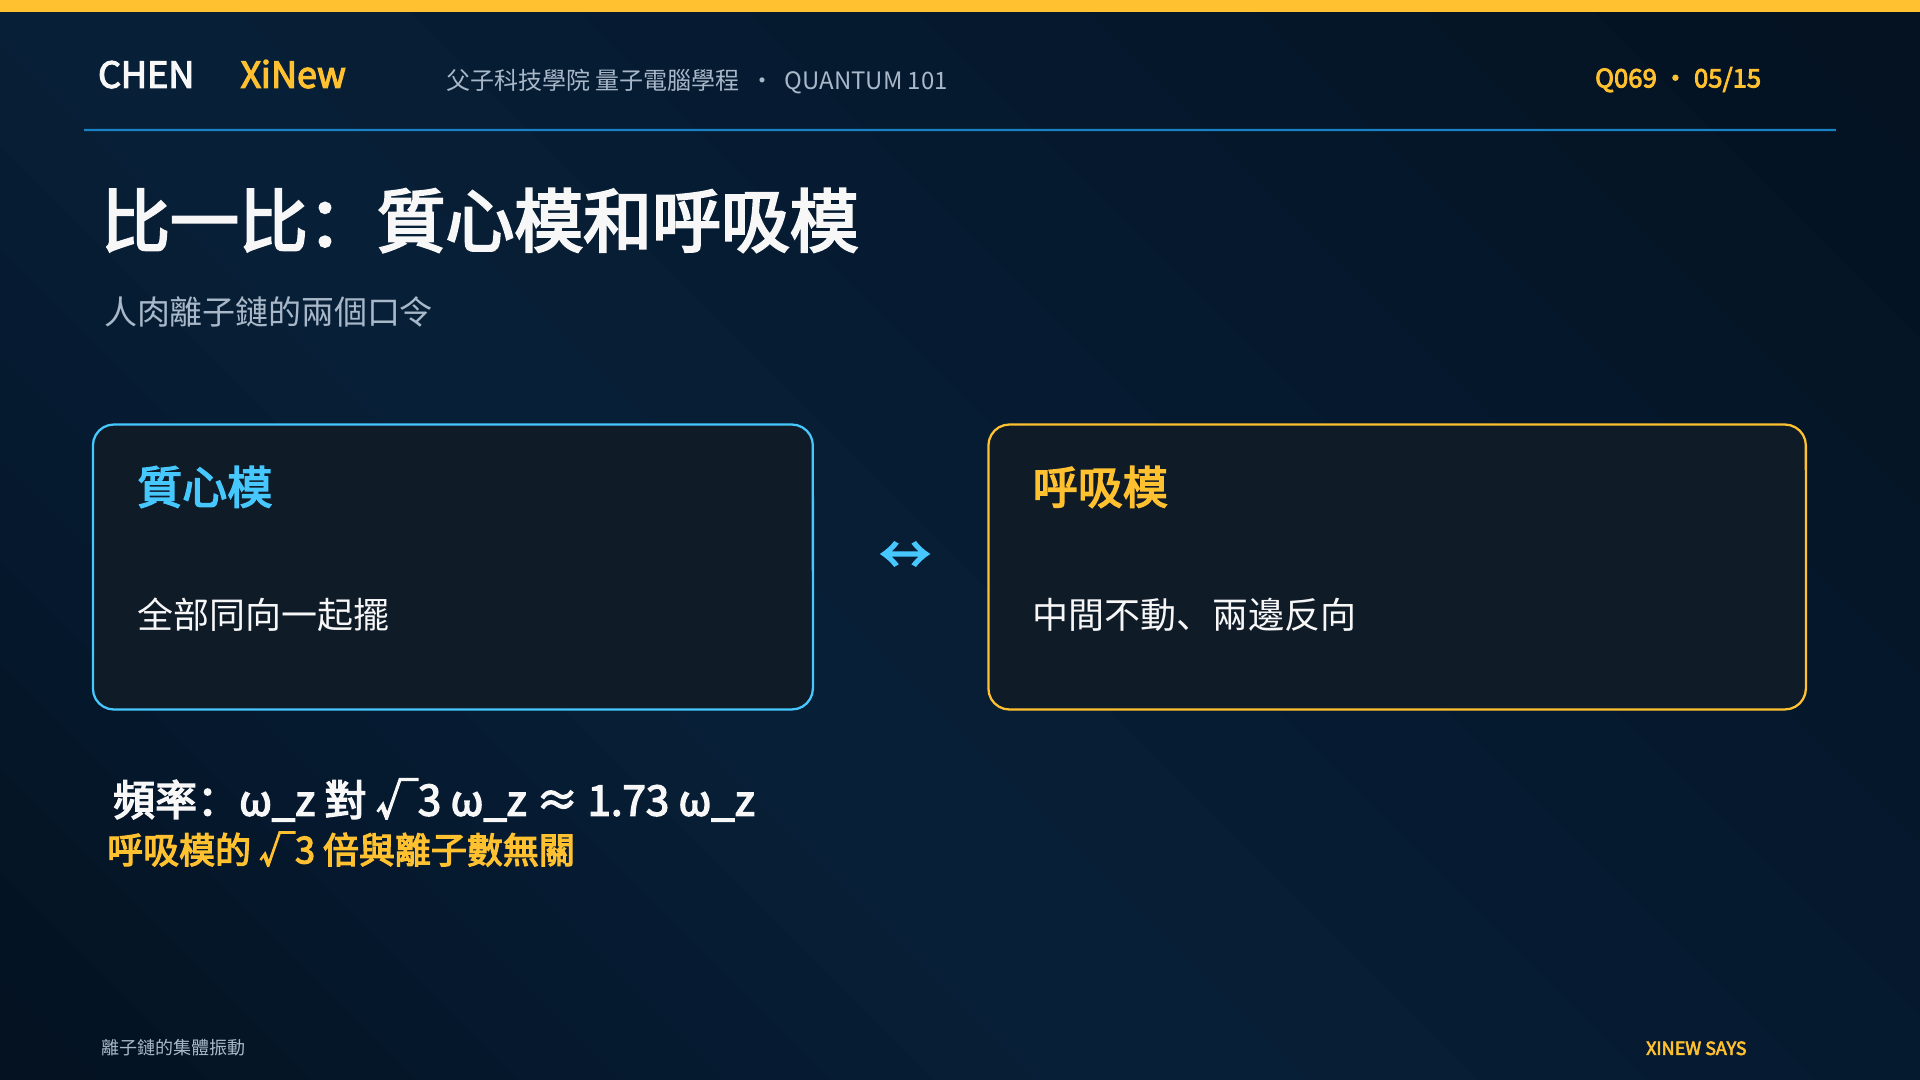 CHEN XiNew 父子科技學院 量子電腦學程 · QUANTUM 101 Q069 · 05/15
比一比：質心模和呼吸模
人肉離子鏈的兩個口令
質心模
全部同向一起擺
↔
呼吸模
中間不動、兩邊反向
頻率：ω_z 對 √3 ω_z ≈ 1.73 ω_z
呼吸模的 √3 倍與離子數無關
離子鏈的集體振動
XINEW SAYS